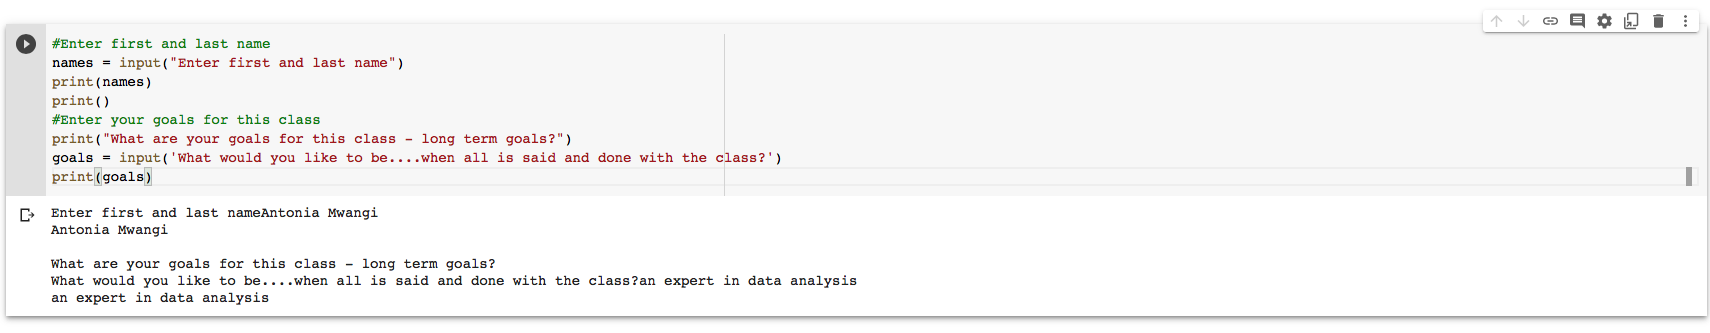 #Enter first and last name
names = input("Enter first and last name")
print(names)
print()
#Enter your goals for this class
print("What are your goals for this class - long term goals?")
goals = input('What would you like to be....when all is said and done with the class?')
print(goals)
Enter first and last nameAntonia Mwangi
Antonia Mwangi
What are your goals for this class - long term goals?
What would you like to be....when all is said and done with the class?an expert in data analysis
an expert in data analysis